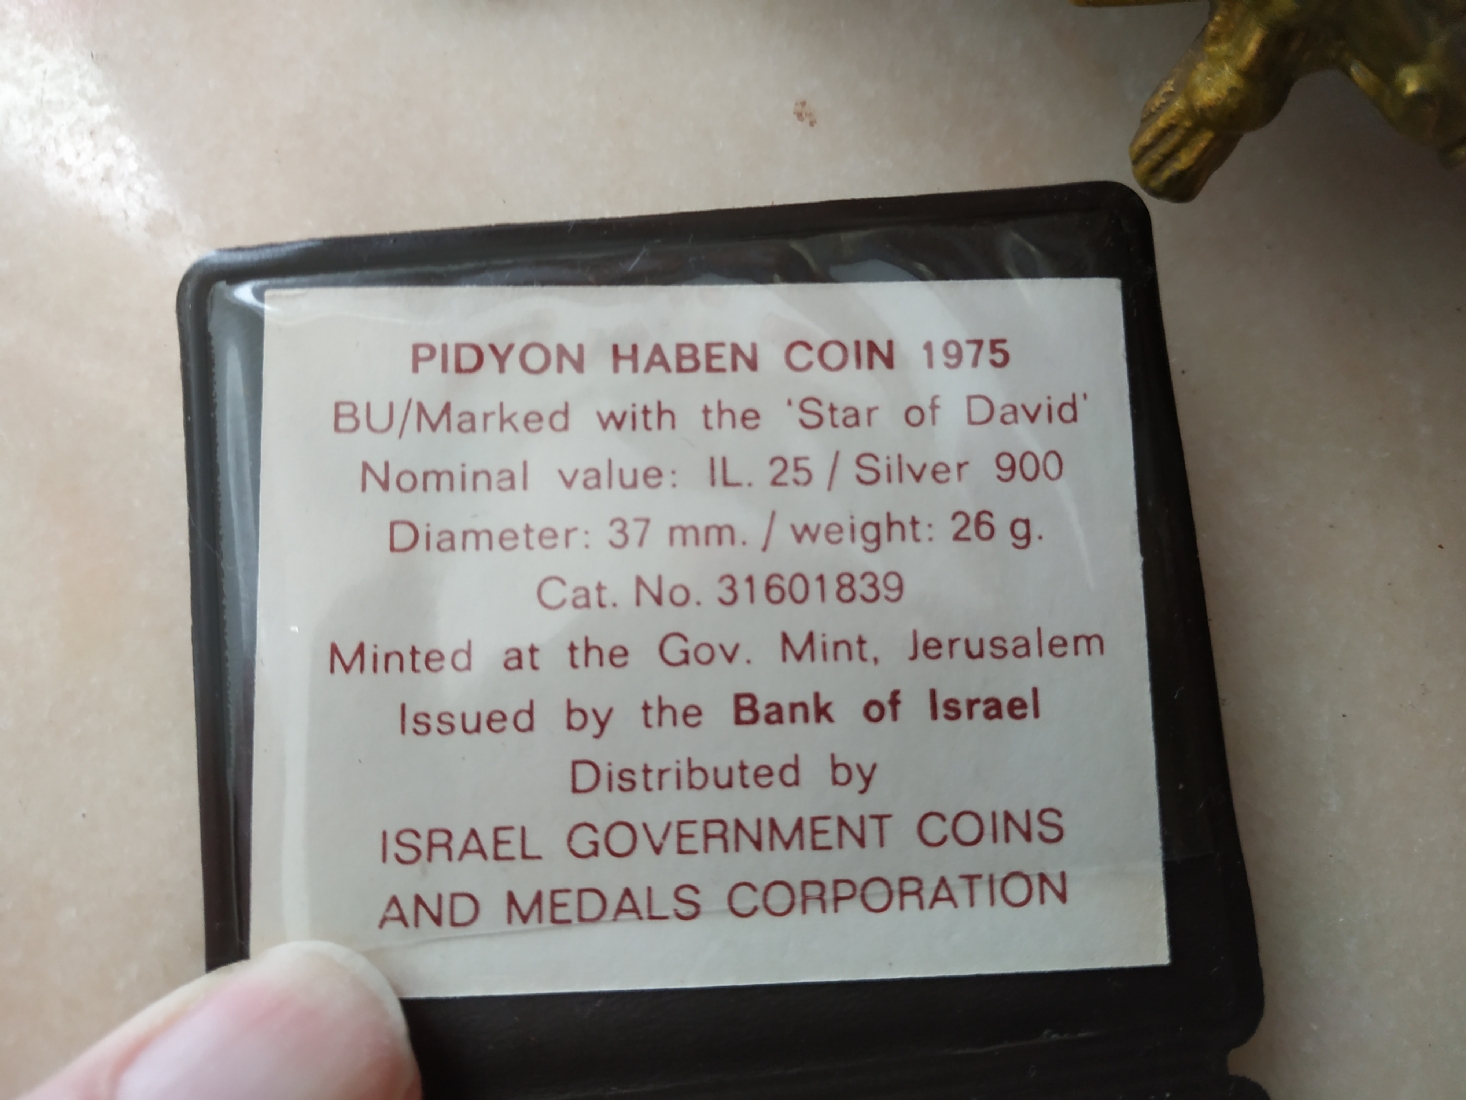 PIDYON HABEN COIN 1975
BU/Marked with the 'Star of David'
Nominal value: IL. 25 / Silver 900
Diameter: 37 mm. / weight: 26 g.
Cat. No. 31601839
Minted at the Gov. Mint, Jerusalem
Issued by the Bank of Israel
Distributed by
ISRAEL GOVERNMENT COINS
AND MEDALS CORPORATION